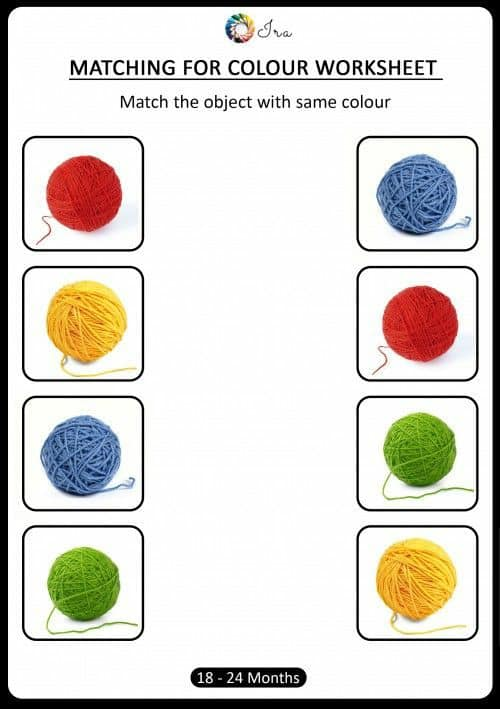 Ira
MATCHING FOR COLOUR WORKSHEET
Match the object with same colour
18 - 24 Months